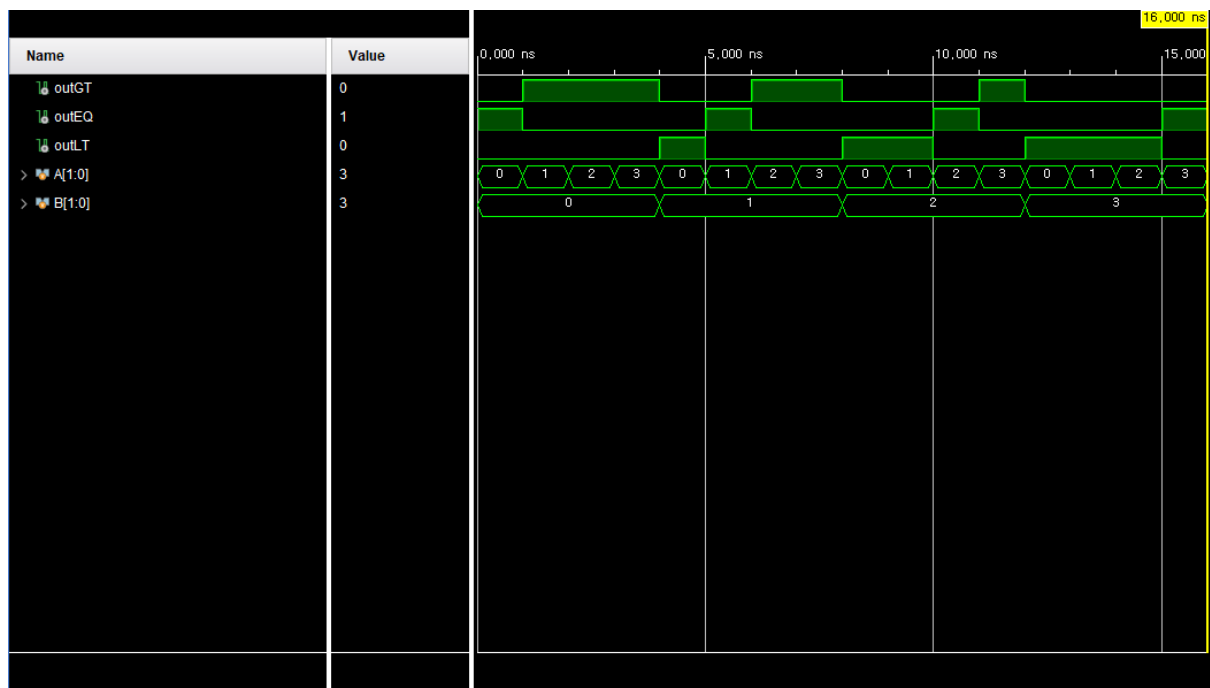 16,000 ns
Name Value 0,000 ns 5,000 ns 10,000 ns 15,000
outGT 0
outEQ 1
outLT 0
A[1:0] 3 0 1 2 3 0 1 2 3 0 1 2 3 0 1 2 3
B[1:0] 3 0 1 2 3